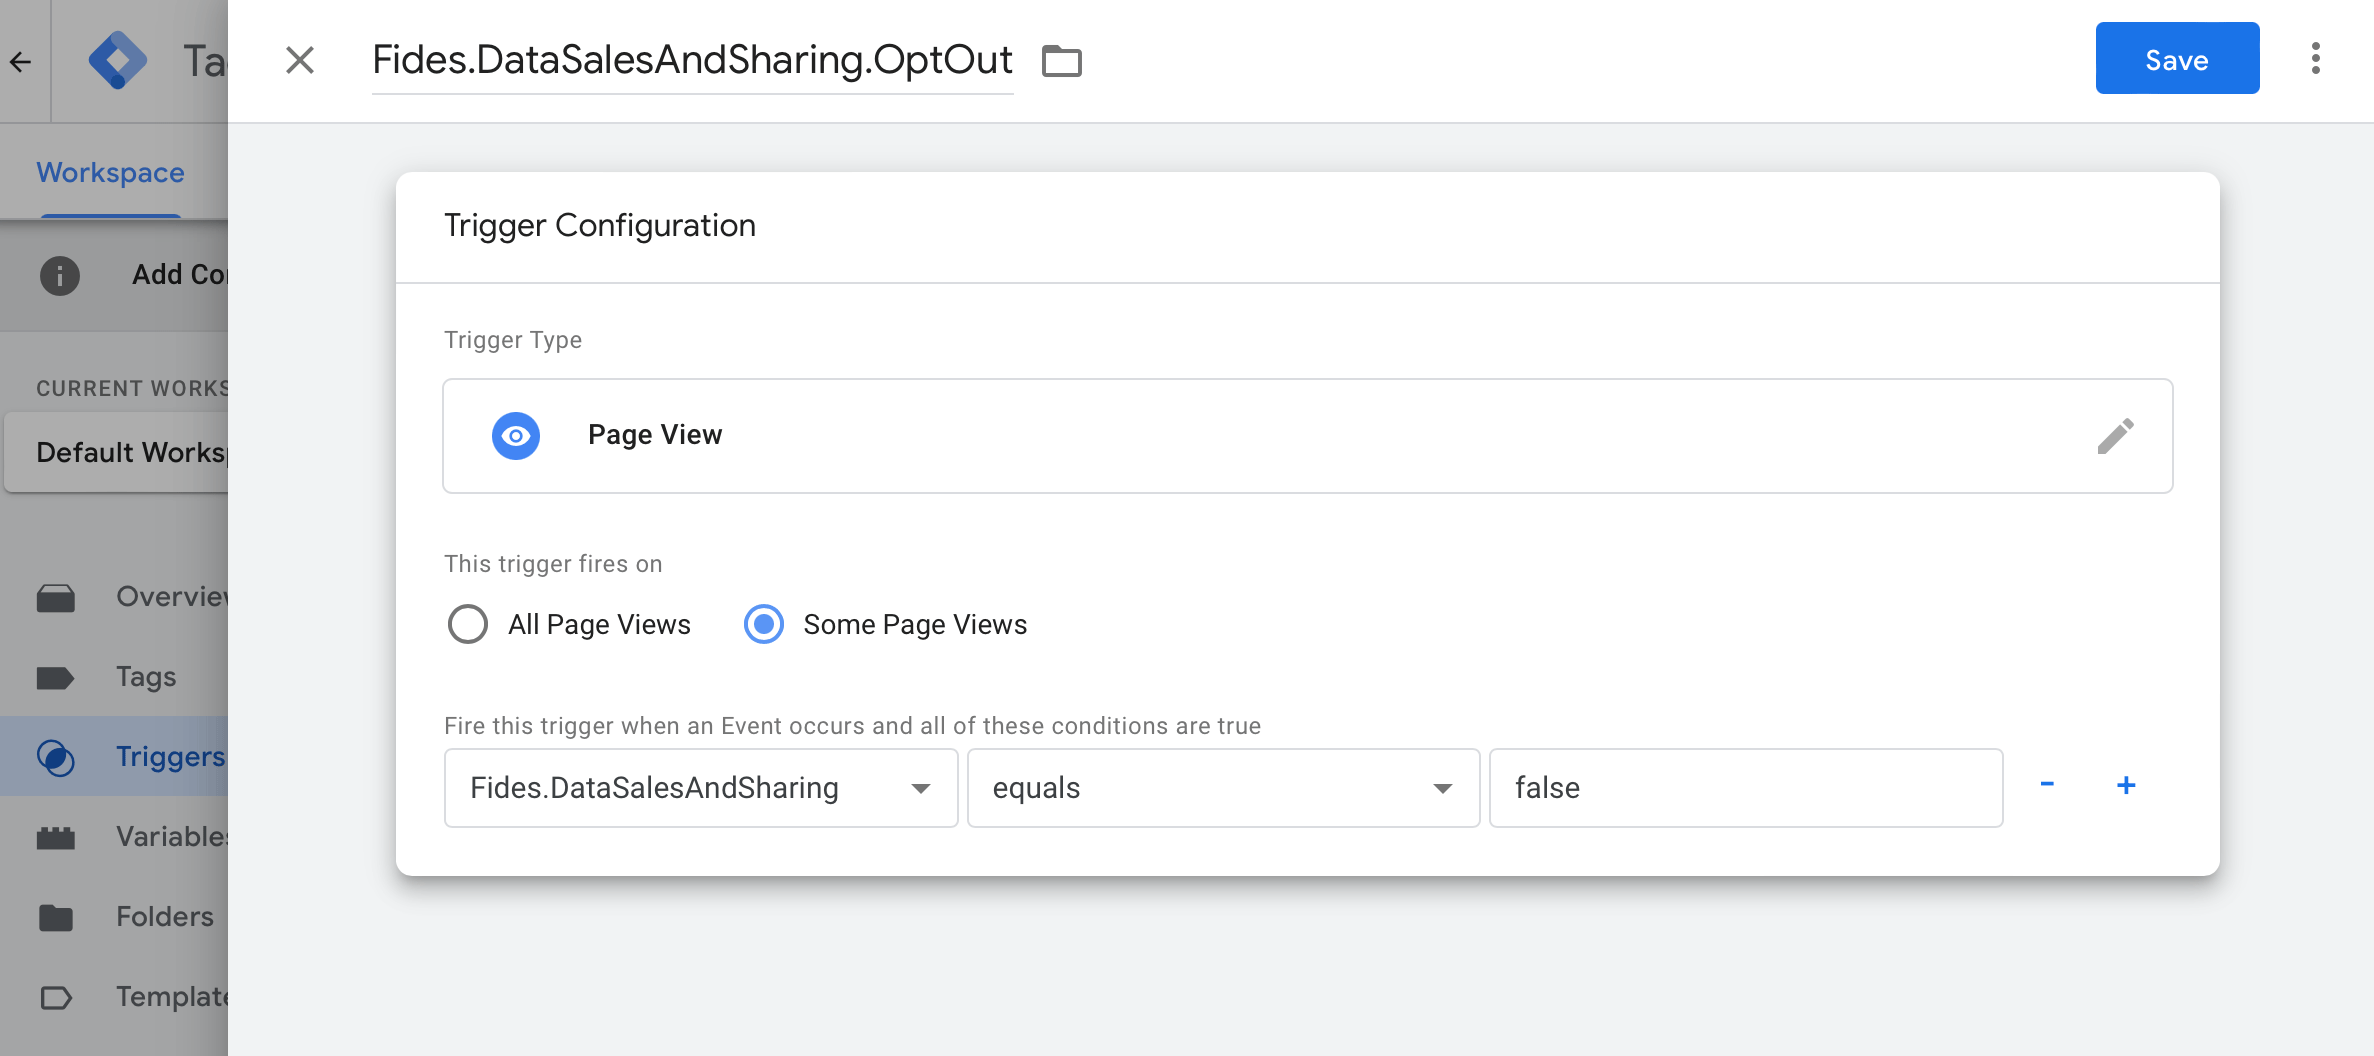 Ta
Fides.DataSalesAndSharing.OptOut
Save
Workspace
Add Co
CURRENT WORKS
Default Works
Overvie
Tags
Triggers
Variables
Folders
Template
Trigger Configuration
Trigger Type
Page View
This trigger fires on
All Page Views Some Page Views
Fire this trigger when an Event occurs and all of these conditions are true
Fides.DataSalesAndSharing equals false - +